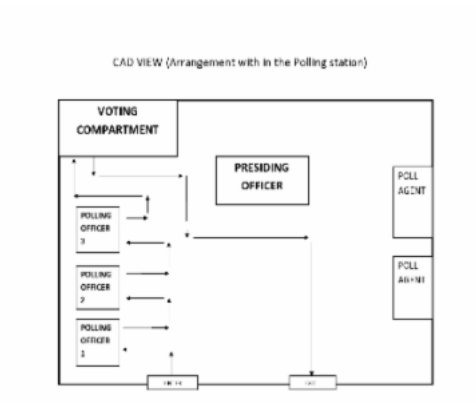 CAD VIEW (Arrangement with in the Polling station)
VOTING
COMPARTMENT
PRESIDING
OFFICER
POLL
AGENT
POLLING
OFFICER
3
POLL
AGENT
POLLING
OFFICER
2
POLLING
OFFICER
1